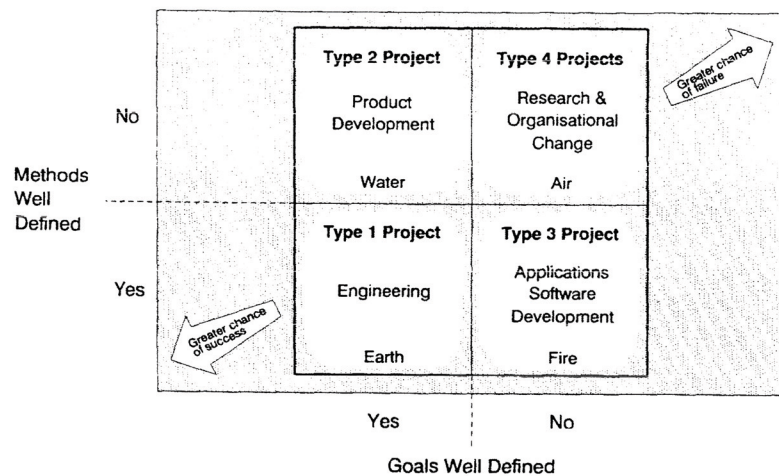 Type 2 Project
Product
Development
Water
Type 4 Projects
Research &
Organisational
Change
Air
Greater chance
of failure
No
Methods
Well
Defined
Yes
Type 1 Project
Engineering
Earth
Type 3 Project
Applications
Software
Development
Fire
Greater chance
of success
Yes
No
Goals Well Defined